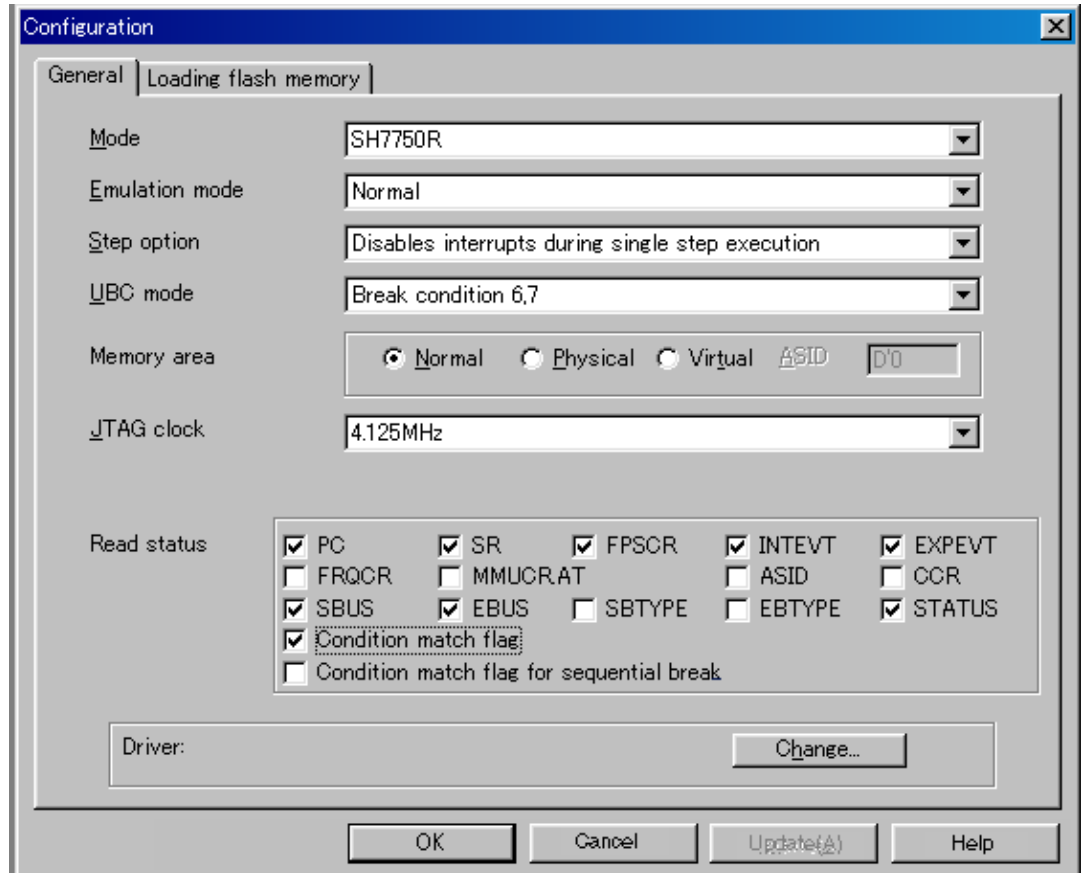 Configuration
General Loading flash memory
Mode SH7750R
Emulation mode Normal
Step option Disables interrupts during single step execution
UBC mode Break condition 6,7
Memory area Normal Physical Virtual ASID D'0
JTAG clock 4.125MHz
Read status PC SR FPSCR INTEVT EXPEVT
FRQCR MMUCR.AT ASID CCR
SBUS EBUS SBTYPE EBTYPE STATUS
Condition match flag
Condition match flag for sequential break
Driver: Change...
OK Cancel Update(A) Help